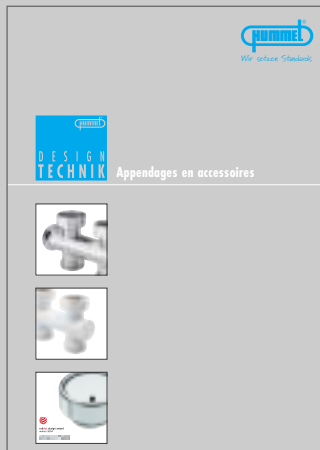 HUMMEL
Wir setzen Standards
HUMMEL
DESIGN
TECHNIK
Appendages en accessoires